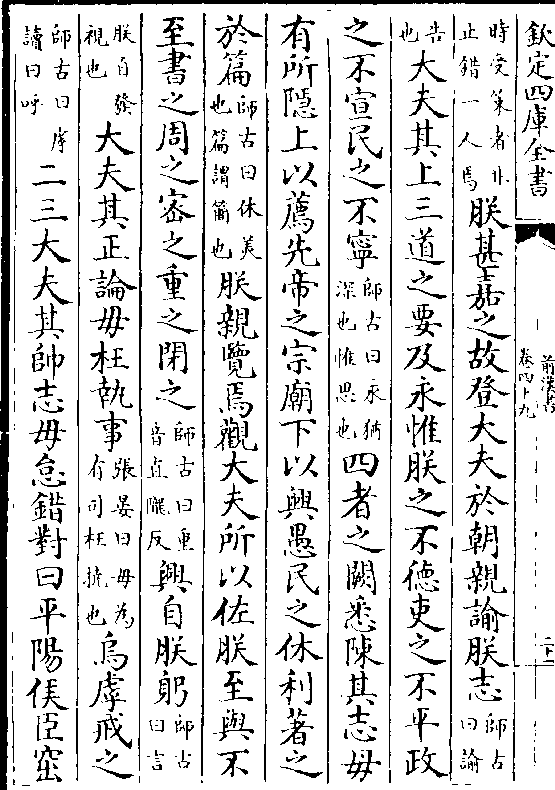 欽定四庫全書
前漢書
卷四十九
時受策者非止錯一人焉朕甚嘉之故登大夫於朝親諭朕志師古曰諭
告也大夫其上三道之要及永惟朕之不德吏之不平政
之不宣民之不寧師古曰永猶深也惟思也四者之闕悉陳其志毋
有所隱上以薦先帝之宗廟下以興愚民之休利著之
於篇師古曰休美也篇謂簡也朕親覽焉觀大夫所以佐朕至與不
至書之周之密之重之閉之師古曰重音直龍反興自朕躬師古曰言
朕自發視也大夫其正論毋枉執事張晏曰毋為有司枉撓也烏虖戒之
師古曰虖讀曰呼二三大夫其帥志毋怠錯對曰平陽侯臣窋